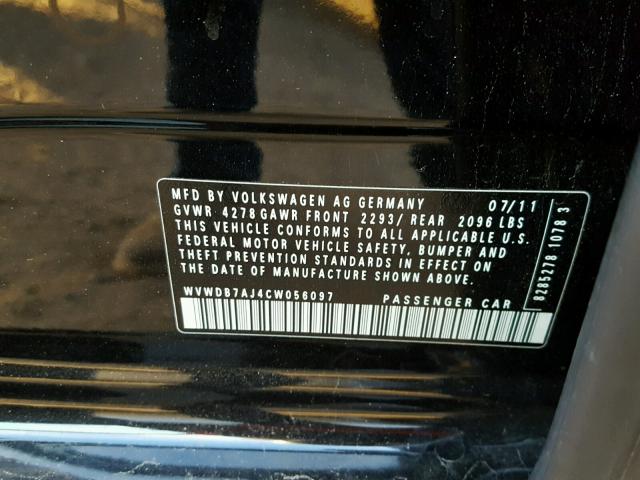 MFD BY VOLKSWAGEN AG GERMANY 07/11
GVWR 4278 GAWR FRONT 2293/ REAR 2096 LBS
THIS VEHICLE CONFORMS TO ALL APPLICABLE U.S.
FEDERAL MOTOR VEHICLE SAFETY, BUMPER AND
THEFT PREVENTION STANDARDS IN EFFECT ON
THE DATE OF MANUFACTURE SHOWN ABOVE.
WVWDB7AJ4CW056097 PASSENGER CAR
8285278 1078 3